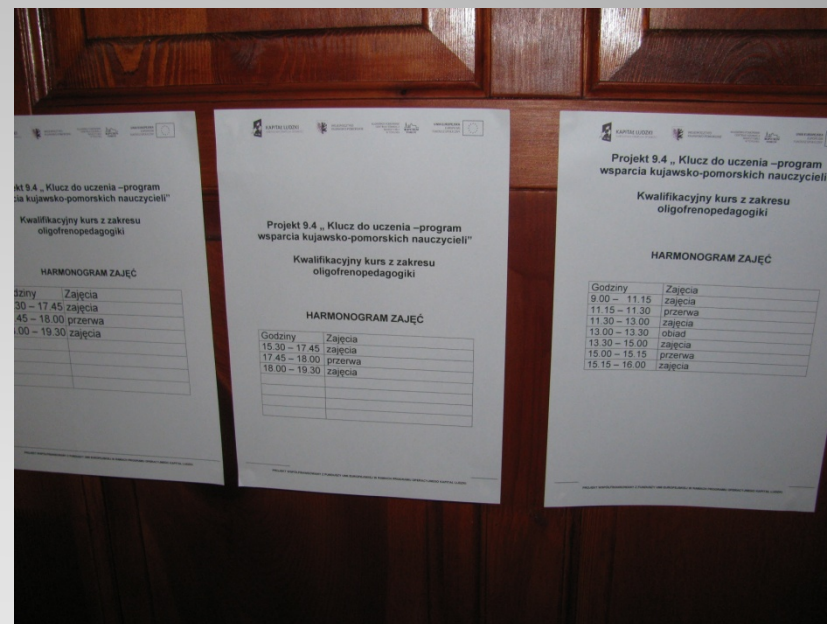 kt 9.4 „ Klucz do uczenia –program
cia kujawsko-pomorskich nauczycieli"
Kwalifikacyjny kurs z zakresu
oligofrenopedagogiki
HARMONOGRAM ZAJĘĆ
dziny Zajęcia
30 – 17.45 zajęcia
.45 – 18.00 przerwa
.00 – 19.30 zajęcia
KAPITAŁ LUDZKI
Projekt 9.4 „ Klucz do uczenia –program
wsparcia kujawsko-pomorskich nauczycieli"
Kwalifikacyjny kurs z zakresu
oligofrenopedagogiki
HARMONOGRAM ZAJĘĆ
Godziny Zajęcia
15.30 – 17.45 zajęcia
17.45 – 18.00 przerwa
18.00 – 19.30 zajęcia
KAPITAŁ LUDZKI
Projekt 9.4 „ Klucz do uczenia –program
wsparcia kujawsko-pomorskich nauczycieli
Kwalifikacyjny kurs z zakresu
oligofrenopedagogiki
HARMONOGRAM ZAJĘĆ
Godziny Zajęcia
9.00 – 11.15 zajęcia
11.15 – 11.30 przerwa
11.30 – 13.00 zajęcia
13.00 – 13.30 obiad
13.30 – 15.00 zajęcia
15.00 – 15.15 przerwa
15.15 – 16.00 zajęcia